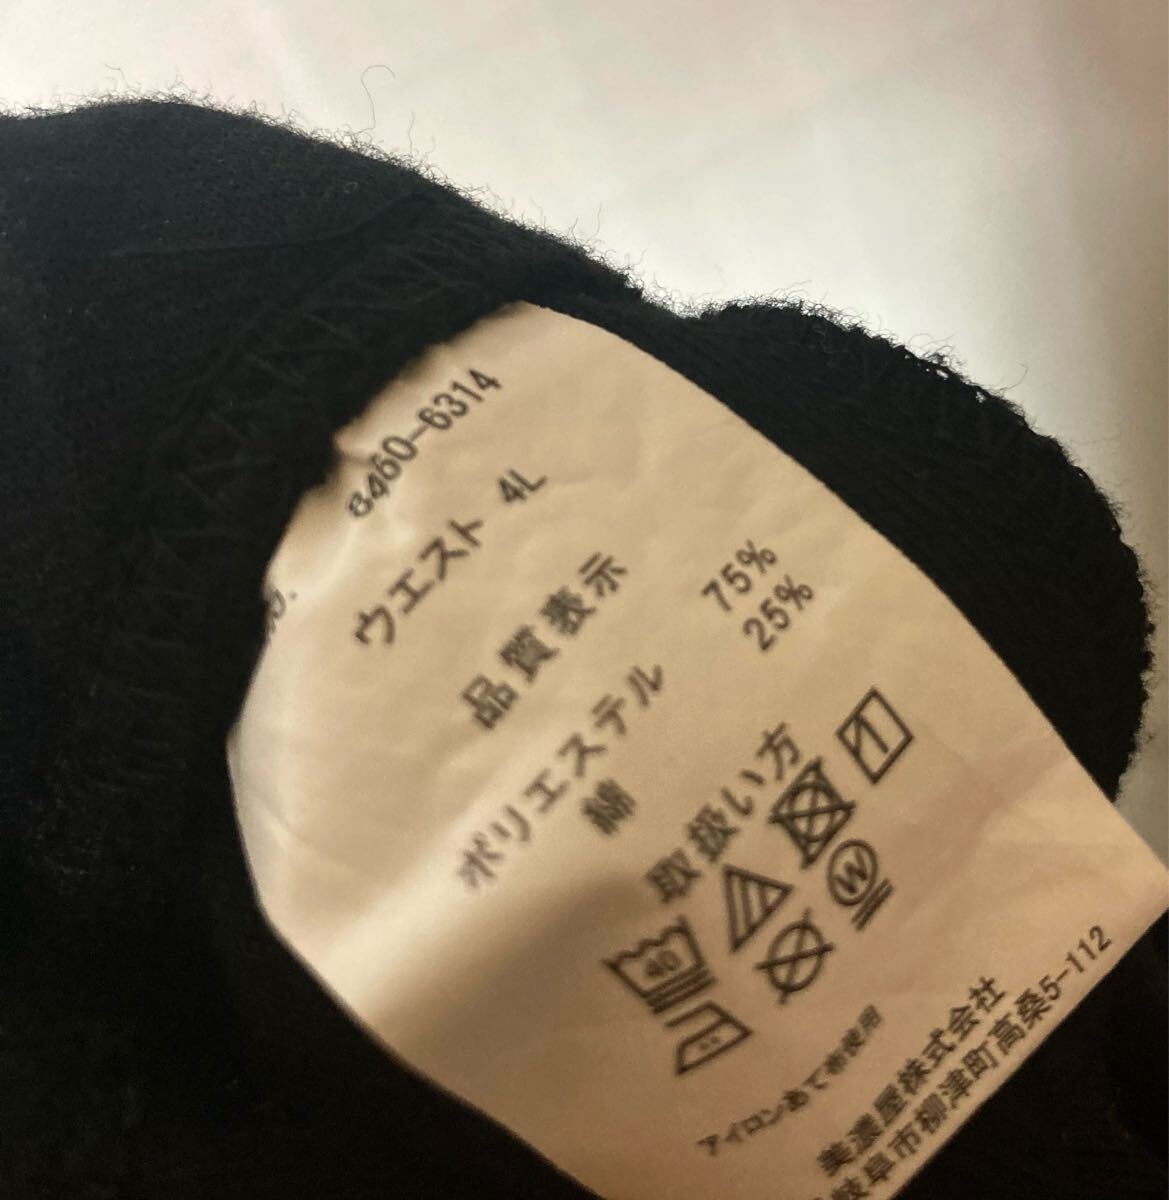 8460-6314
ウエスト 4L
品質表示
ポリエステル 75%
綿 25%
取扱い方
40
W
アイロンあて布使用
美濃屋株式会社
岐阜市柳津町高桑5-112